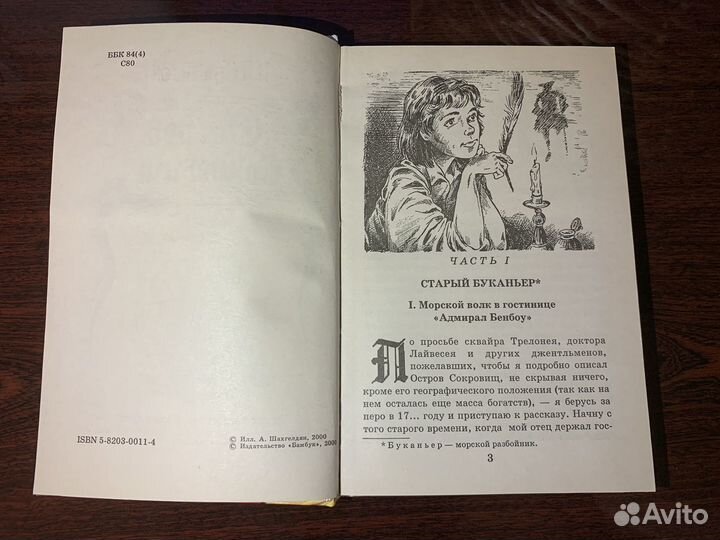 ББК 84(4)
С80
ISBN 5-8203-0011-4
© Илл. А. Шахгелдян, 2000
© Издательство «Бамбук», 2000
ЧАСТЬ I
СТАРЫЙ БУКАНЬЕР*
I. Морской волк в гостинице
«Адмирал Бенбоу»
По просьбе сквайра Трелонея, доктора
Лайвесея и других джентльменов,
пожелавших, чтобы я подробно описал
Остров Сокровищ, не скрывая ничего,
кроме его географического положения (так как на
нем осталась еще масса богатств), — я берусь за
перо в 17... году и приступаю к рассказу. Начну с
того старого времени, когда мой отец держал гос-
* Буканьер — морской разбойник.
3
Avito